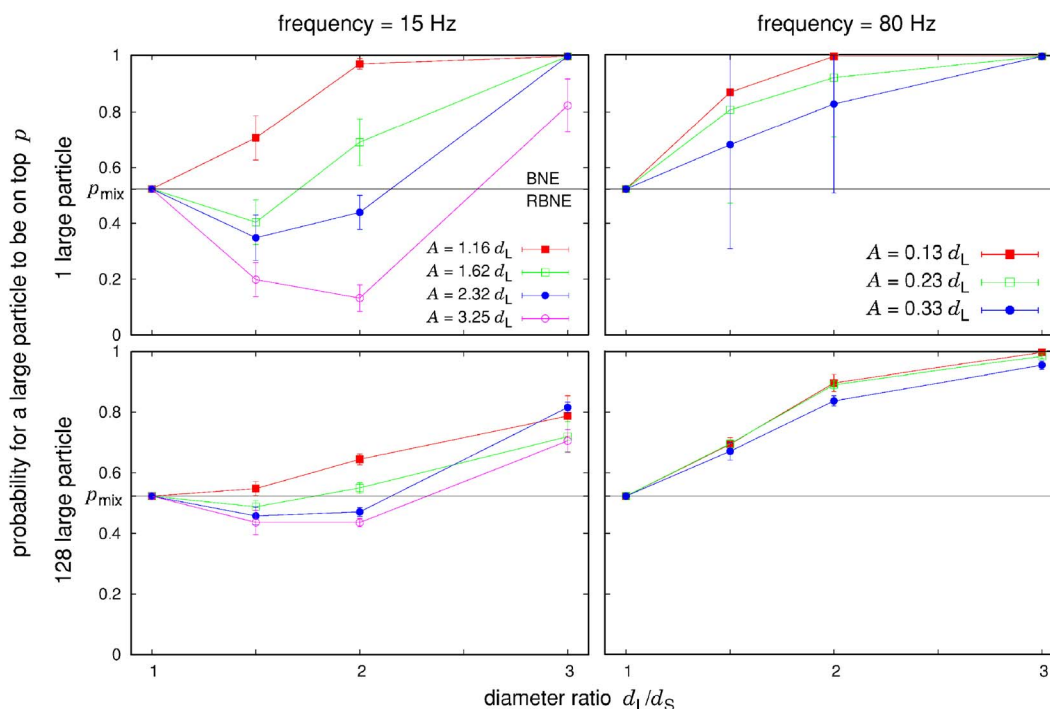 frequency = 15 Hz
frequency = 80 Hz
probability for a large particle to be on top p
1 large particle
1
0.8
0.6
p_mix
0.4
0.2
0
BNE
RBNE
A = 1.16 d_L
A = 1.62 d_L
A = 2.32 d_L
A = 3.25 d_L
A = 0.13 d_L
A = 0.23 d_L
A = 0.33 d_L
128 large particle
1
0.8
0.6
p_mix
0.4
0.2
0
1 2 3
1 2 3
diameter ratio d_L/d_S